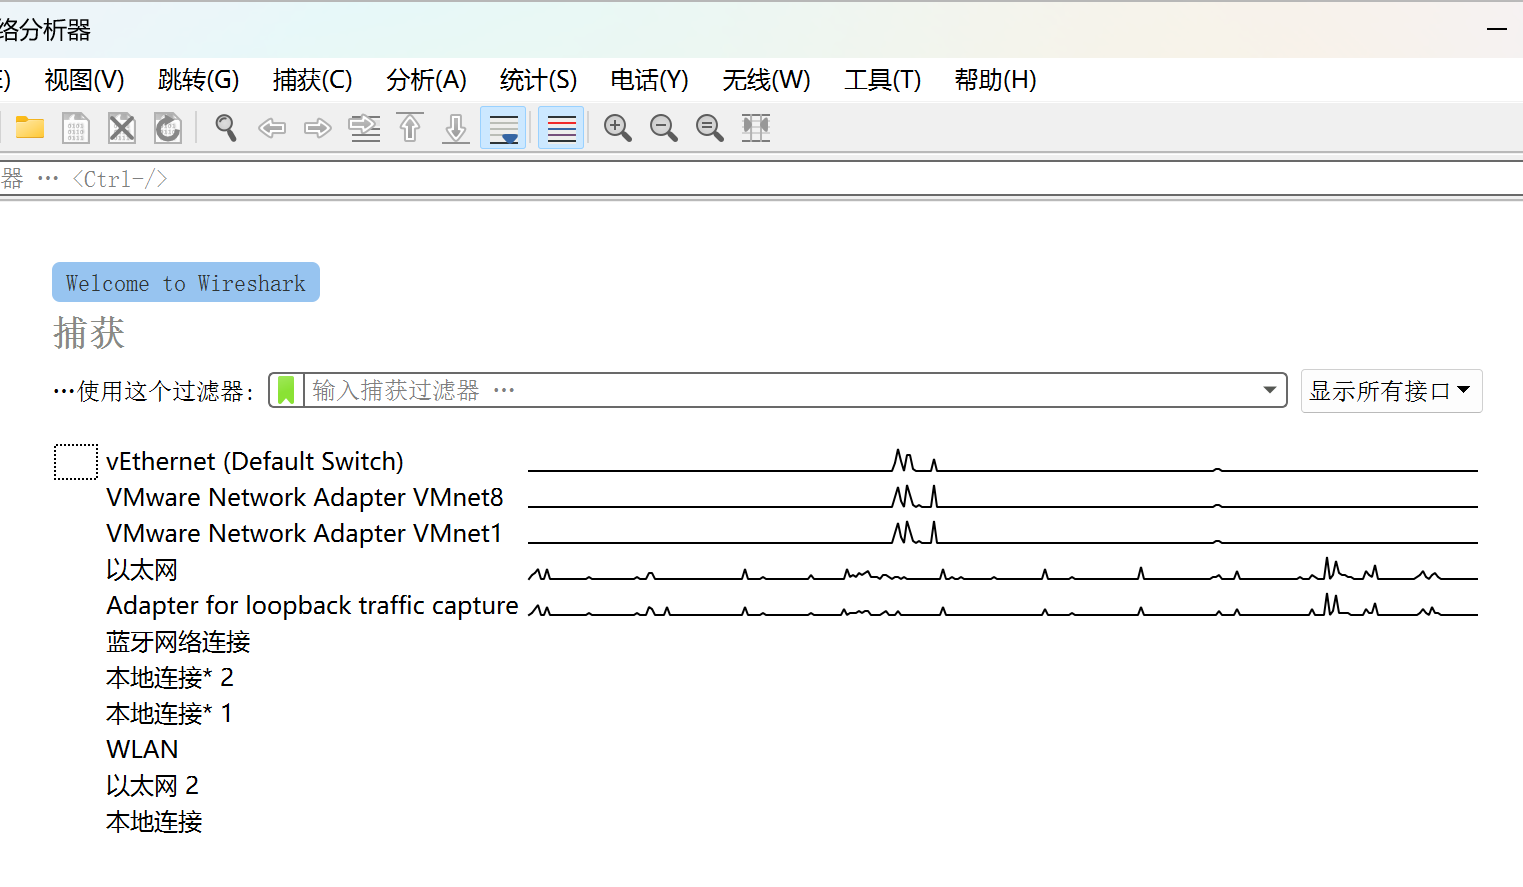 络分析器
视图(V) 跳转(G) 捕获(C) 分析(A) 统计(S) 电话(Y) 无线(W) 工具(T) 帮助(H)
器 … <Ctrl-/>
Welcome to Wireshark
捕获
…使用这个过滤器: 输入捕获过滤器 … 显示所有接口
vEthernet (Default Switch)
VMware Network Adapter VMnet8
VMware Network Adapter VMnet1
以太网
Adapter for loopback traffic capture
蓝牙网络连接
本地连接* 2
本地连接* 1
WLAN
以太网 2
本地连接